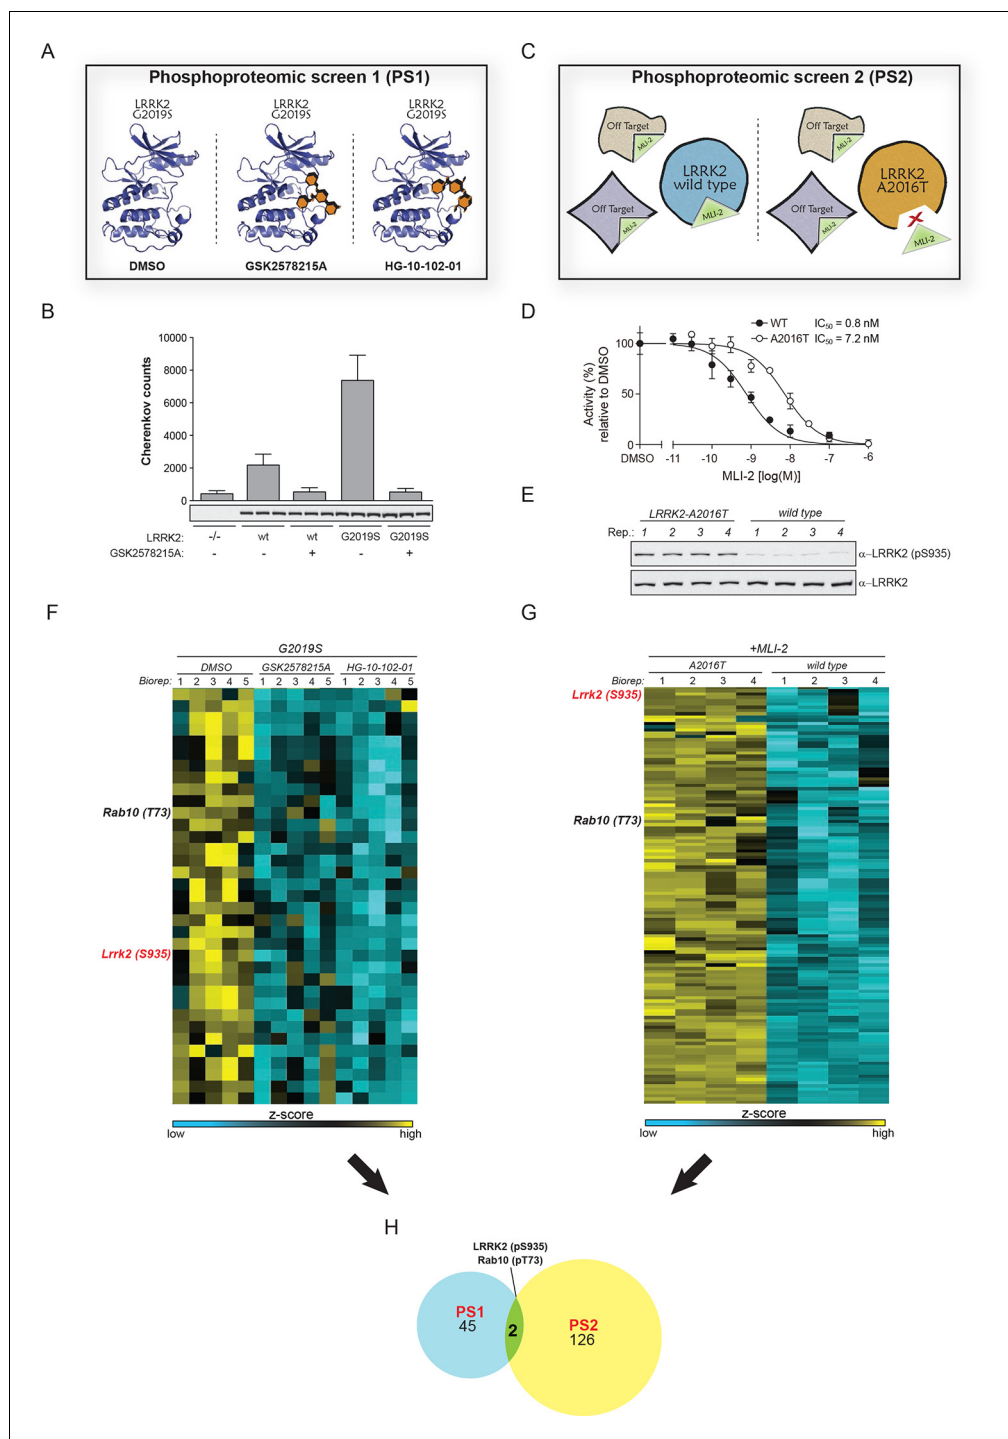 A
Phosphoproteomic screen 1 (PS1)
LRRK2
G2019S
LRRK2
G2019S
LRRK2
G2019S
DMSO
GSK2578215A
HG-10-102-01
C
Phosphoproteomic screen 2 (PS2)
Off Target
MLI-2
LRRK2
wild type
MLI-2
Off Target
MLI-2
Off Target
MLI-2
LRRK2
A2016T
x
MLI-2
Off Target
MLI-2
B
Cherenkov counts
10000
8000
6000
4000
2000
0
LRRK2: -/- wt wt G2019S G2019S
GSK2578215A: - - + - +
D
WT IC50 = 0.8 nM
A2016T IC50 = 7.2 nM
Activity (%)
relative to DMSO
100
50
0
DMSO -11 -10 -9 -8 -7 -6
MLI-2 [log(M)]
E
LRRK2-A2016T wild type
Rep.: 1 2 3 4 1 2 3 4
α–LRRK2 (pS935)
α–LRRK2
F
G2019S
DMSO GSK2578215A HG-10-102-01
Biorep: 1 2 3 4 5 1 2 3 4 5 1 2 3 4 5
Rab10 (T73)
Lrrk2 (S935)
z-score
low high
G
+MLI-2
A2016T wild type
Biorep: 1 2 3 4 1 2 3 4
Lrrk2 (S935)
Rab10 (T73)
z-score
low high
H
LRRK2 (pS935)
Rab10 (pT73)
PS1
45
2
PS2
126